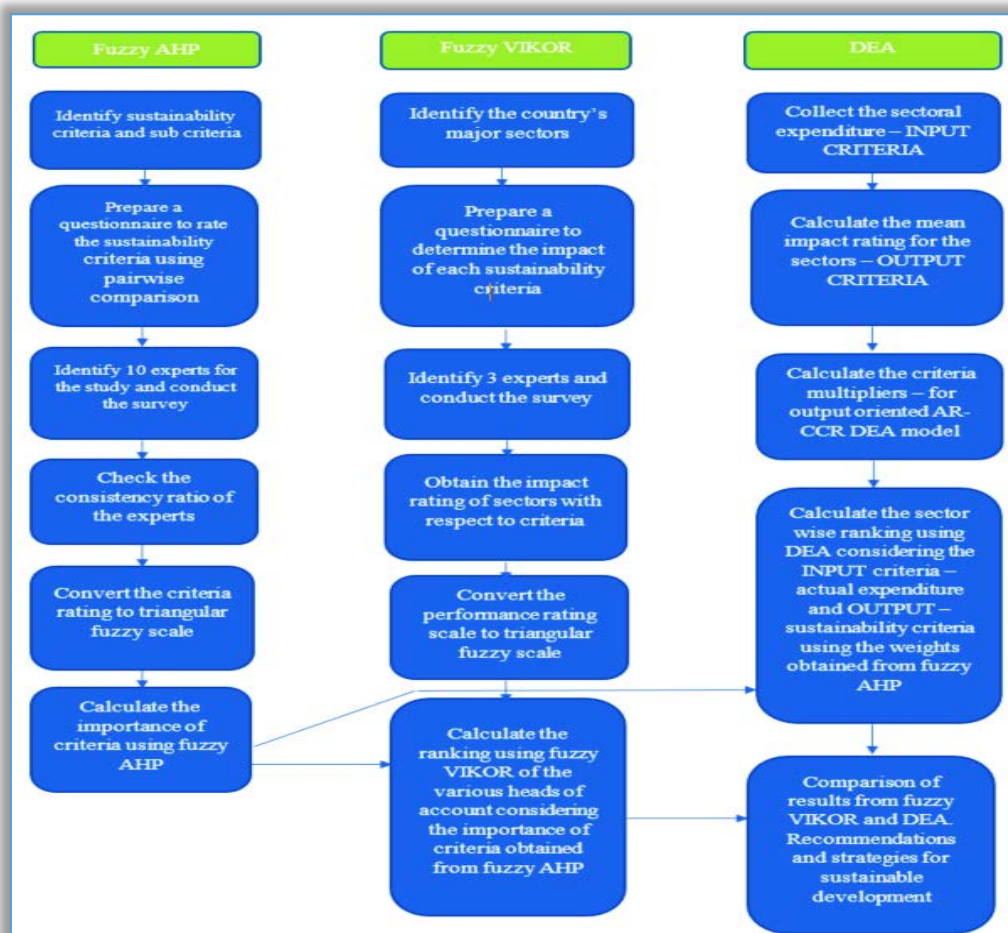 Fuzzy AHP
Identify sustainability
criteria and sub criteria
Prepare a
questionnaire to rate
the sustainability
criteria using
pairwise
comparison
Identify 10 experts for
the study and conduct
the survey
Check the
consistency ratio of
the experts
Convert the criteria
rating to triangular
fuzzy scale
Calculate the
importance of
criteria using fuzzy
AHP
Fuzzy VIKOR
Identify the country's
major sectors
Prepare a
questionnaire to
determine the impact
of each sustainability
criteria
Identify 3 experts and
conduct the survey
Obtain the impact
rating of sectors with
respect to criteria
Convert the
performance rating
scale to triangular
fuzzy scale
Calculate the
ranking using fuzzy
VIKOR of the
various heads of
account considering
the importance of
criteria obtained
from fuzzy AHP
DEA
Collect the sectoral
expenditure – INPUT
CRITERIA
Calculate the mean
impact rating for the
sectors – OUTPUT
CRITERIA
Calculate the criteria
multipliers – for
output oriented AR-
CCR DEA model
Calculate the sector
wise ranking using
DEA considering the
INPUT criteria –
actual expenditure
and OUTPUT –
sustainability criteria
using the weights
obtained from fuzzy
AHP
Comparison of
results from fuzzy
VIKOR and DEA.
Recommendations
and strategies for
sustainable
development